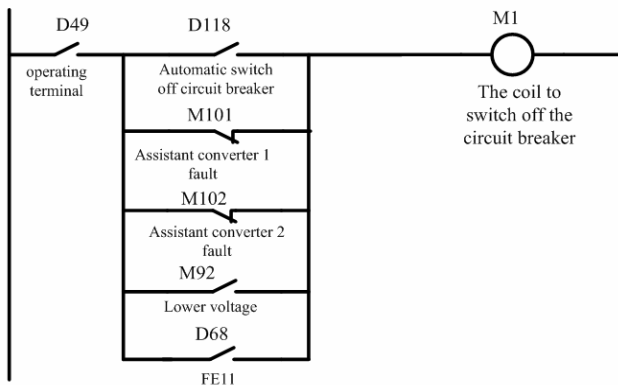 D49
D118
M1
operating
terminal
Automatic switch
off circuit breaker
The coil to
switch off the
circuit breaker
M101
Assistant converter 1
fault
M102
Assistant converter 2
fault
M92
Lower voltage
D68
FE11